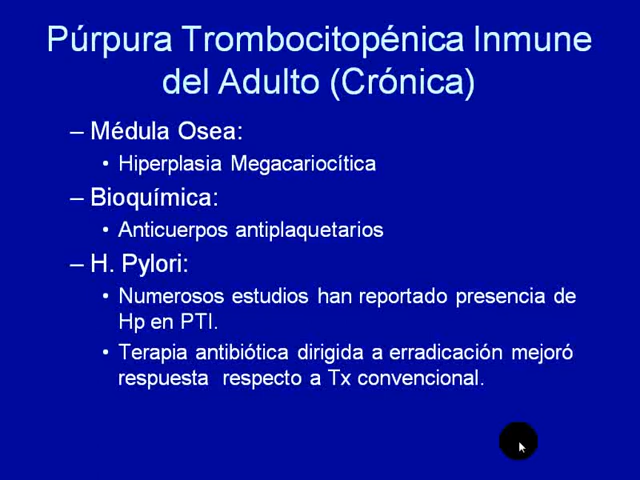 Púrpura Trombocitopénica Inmune
del Adulto (Crónica)
– Médula Osea:
• Hiperplasia Megacariocítica
– Bioquímica:
• Anticuerpos antiplaquetarios
– H. Pylori:
• Numerosos estudios han reportado presencia de
Hp en PTI.
• Terapia antibiótica dirigida a erradicación mejoró
respuesta respecto a Tx convencional.